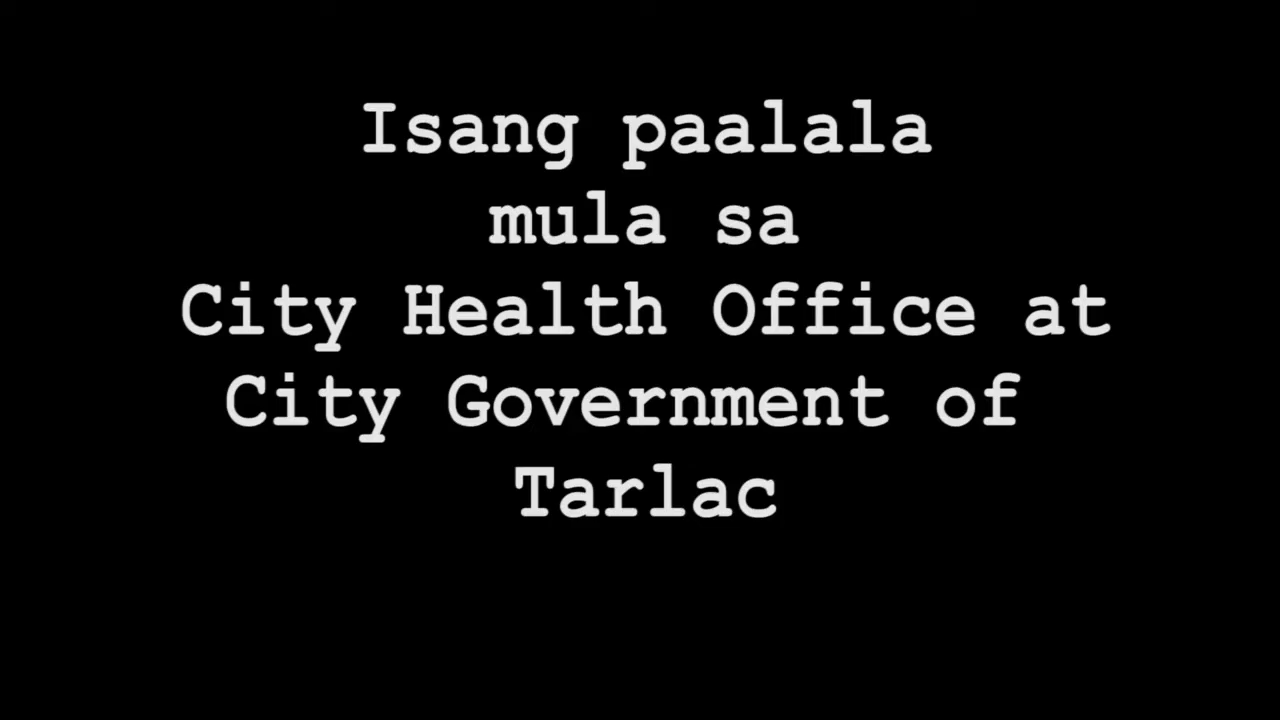 Isang paalala
mula sa
City Health Office at
City Government of
Tarlac